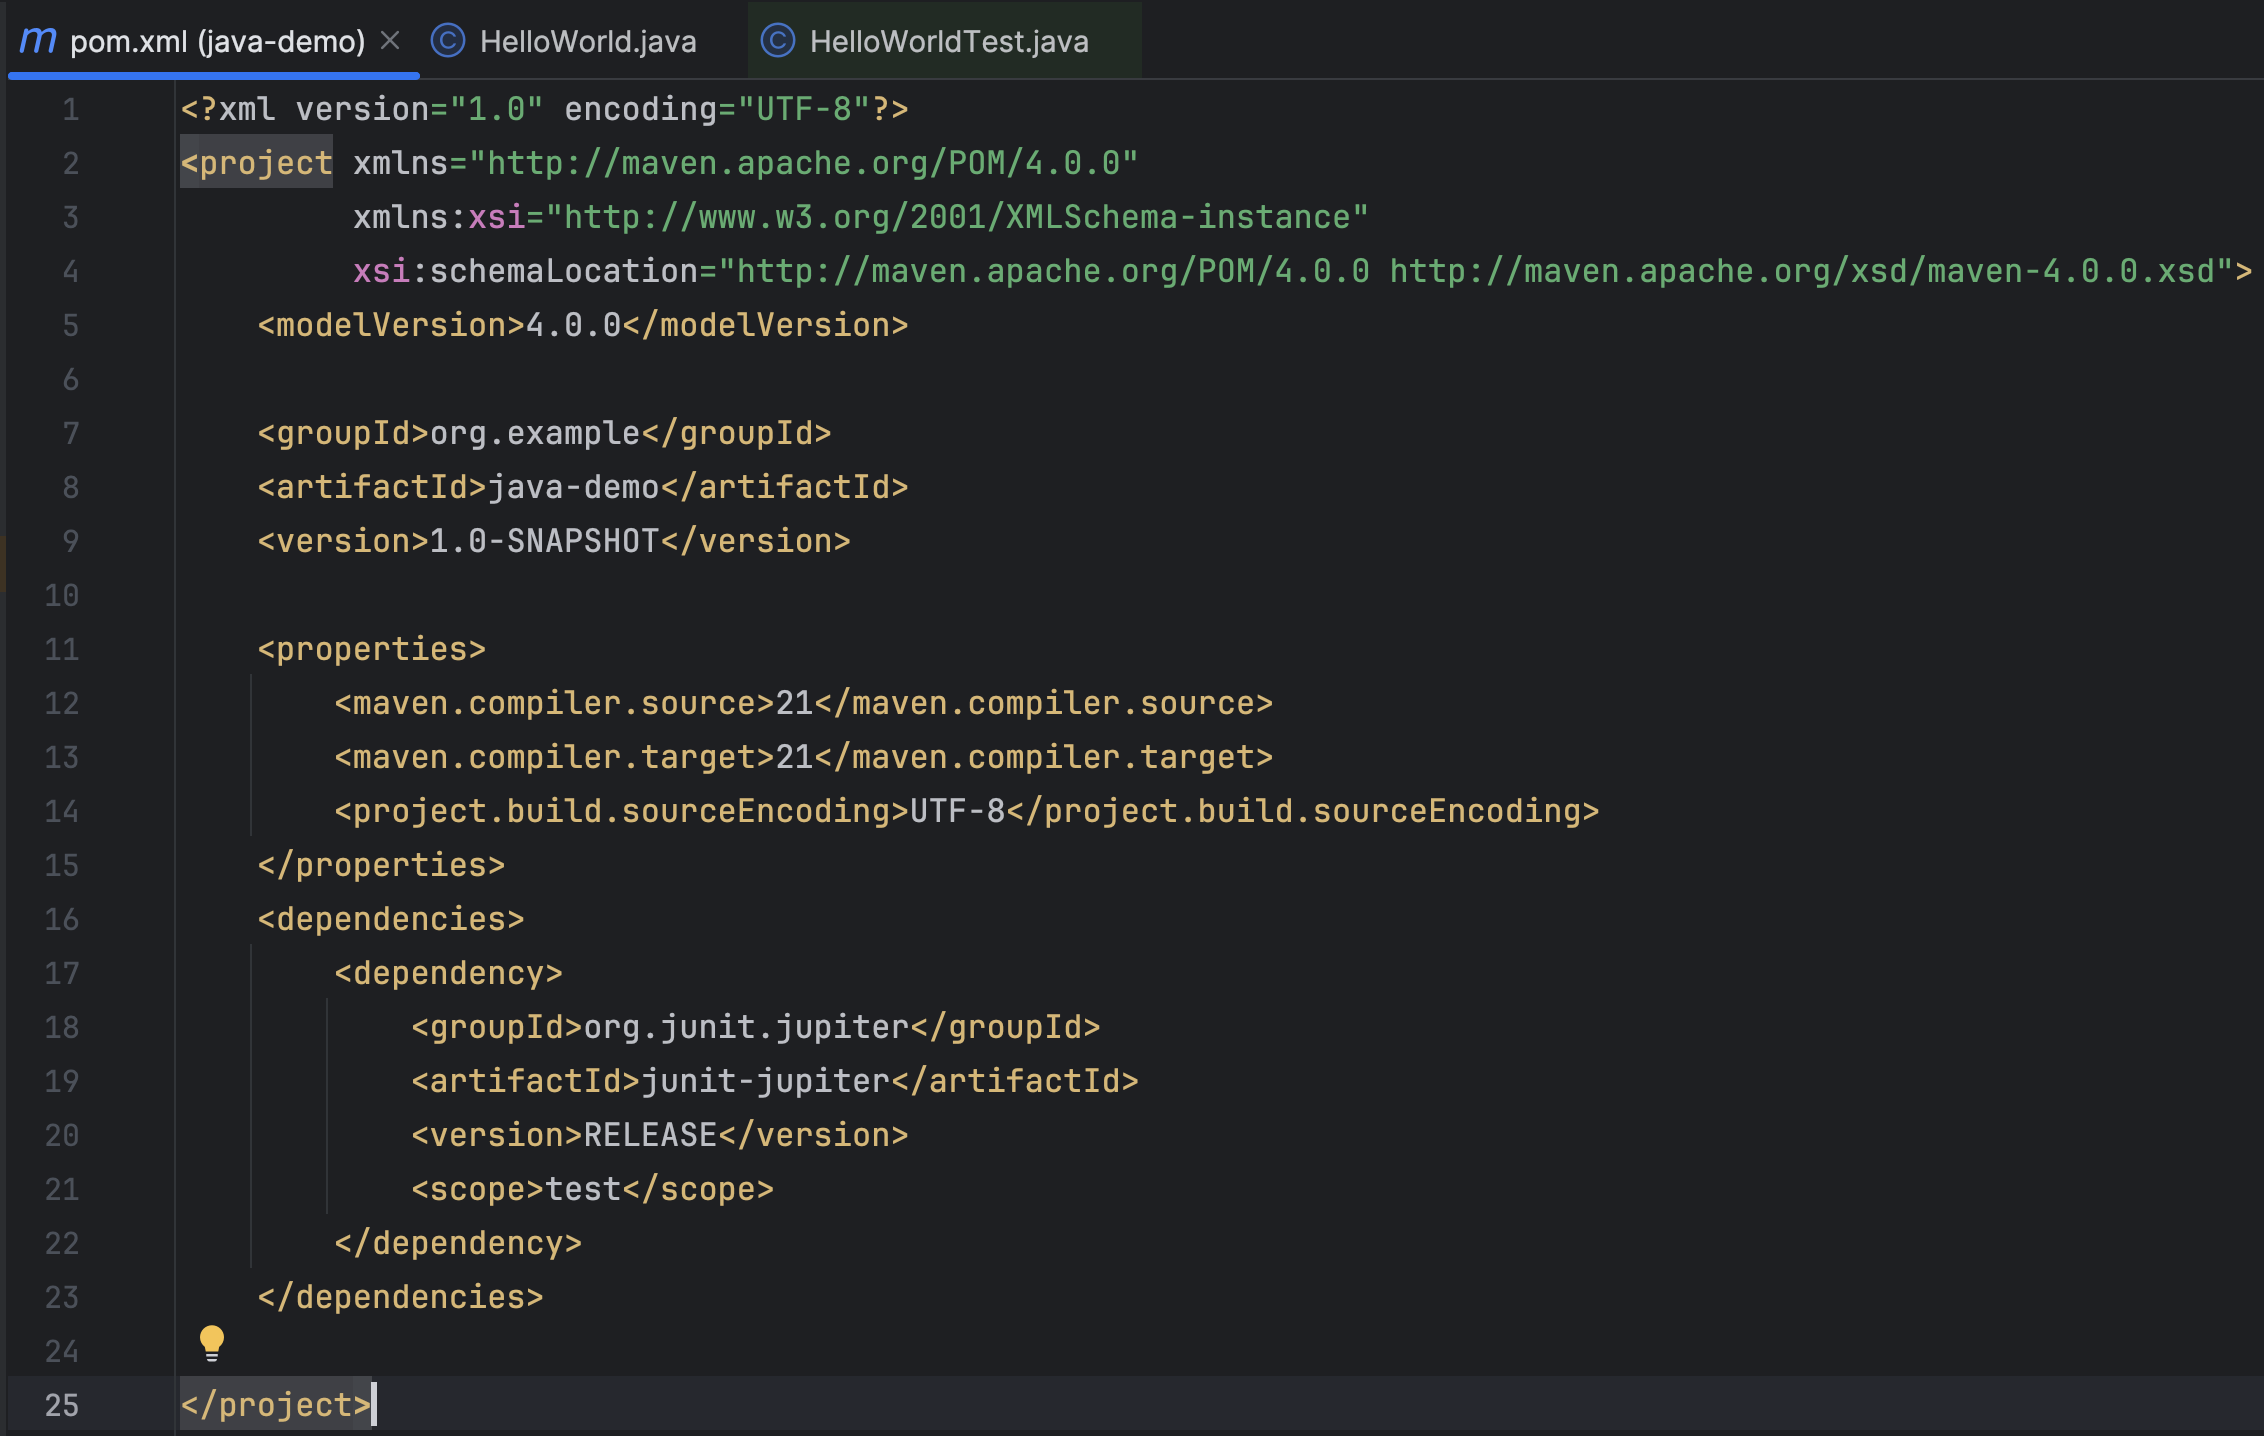 pom.xml (java-demo) HelloWorld.java HelloWorldTest.java
1 <?xml version="1.0" encoding="UTF-8"?>
2 <project xmlns="http://maven.apache.org/POM/4.0.0"
3 xmlns:xsi="http://www.w3.org/2001/XMLSchema-instance"
4 xsi:schemaLocation="http://maven.apache.org/POM/4.0.0 http://maven.apache.org/xsd/maven-4.0.0.xsd">
5 <modelVersion>4.0.0</modelVersion>
6
7 <groupId>org.example</groupId>
8 <artifactId>java-demo</artifactId>
9 <version>1.0-SNAPSHOT</version>
10
11 <properties>
12 <maven.compiler.source>21</maven.compiler.source>
13 <maven.compiler.target>21</maven.compiler.target>
14 <project.build.sourceEncoding>UTF-8</project.build.sourceEncoding>
15 </properties>
16 <dependencies>
17 <dependency>
18 <groupId>org.junit.jupiter</groupId>
19 <artifactId>junit-jupiter</artifactId>
20 <version>RELEASE</version>
21 <scope>test</scope>
22 </dependency>
23 </dependencies>
24
25 </project>